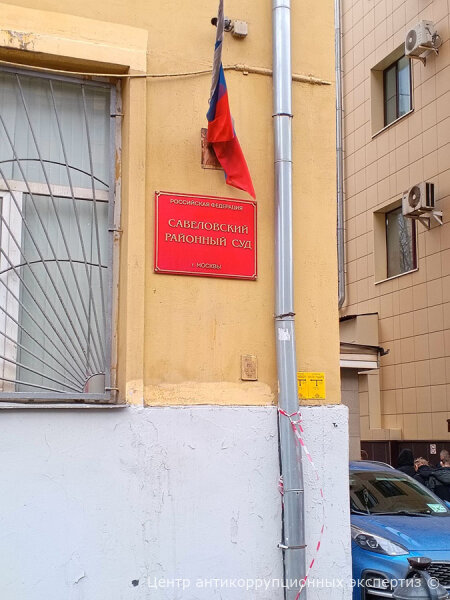 РОССИЙСКАЯ ФЕДЕРАЦИЯ
САВЕЛОВСКИЙ
РАЙОННЫЙ СУД
г. МОСКВЫ
Центр антикоррупционных экспертиз ©